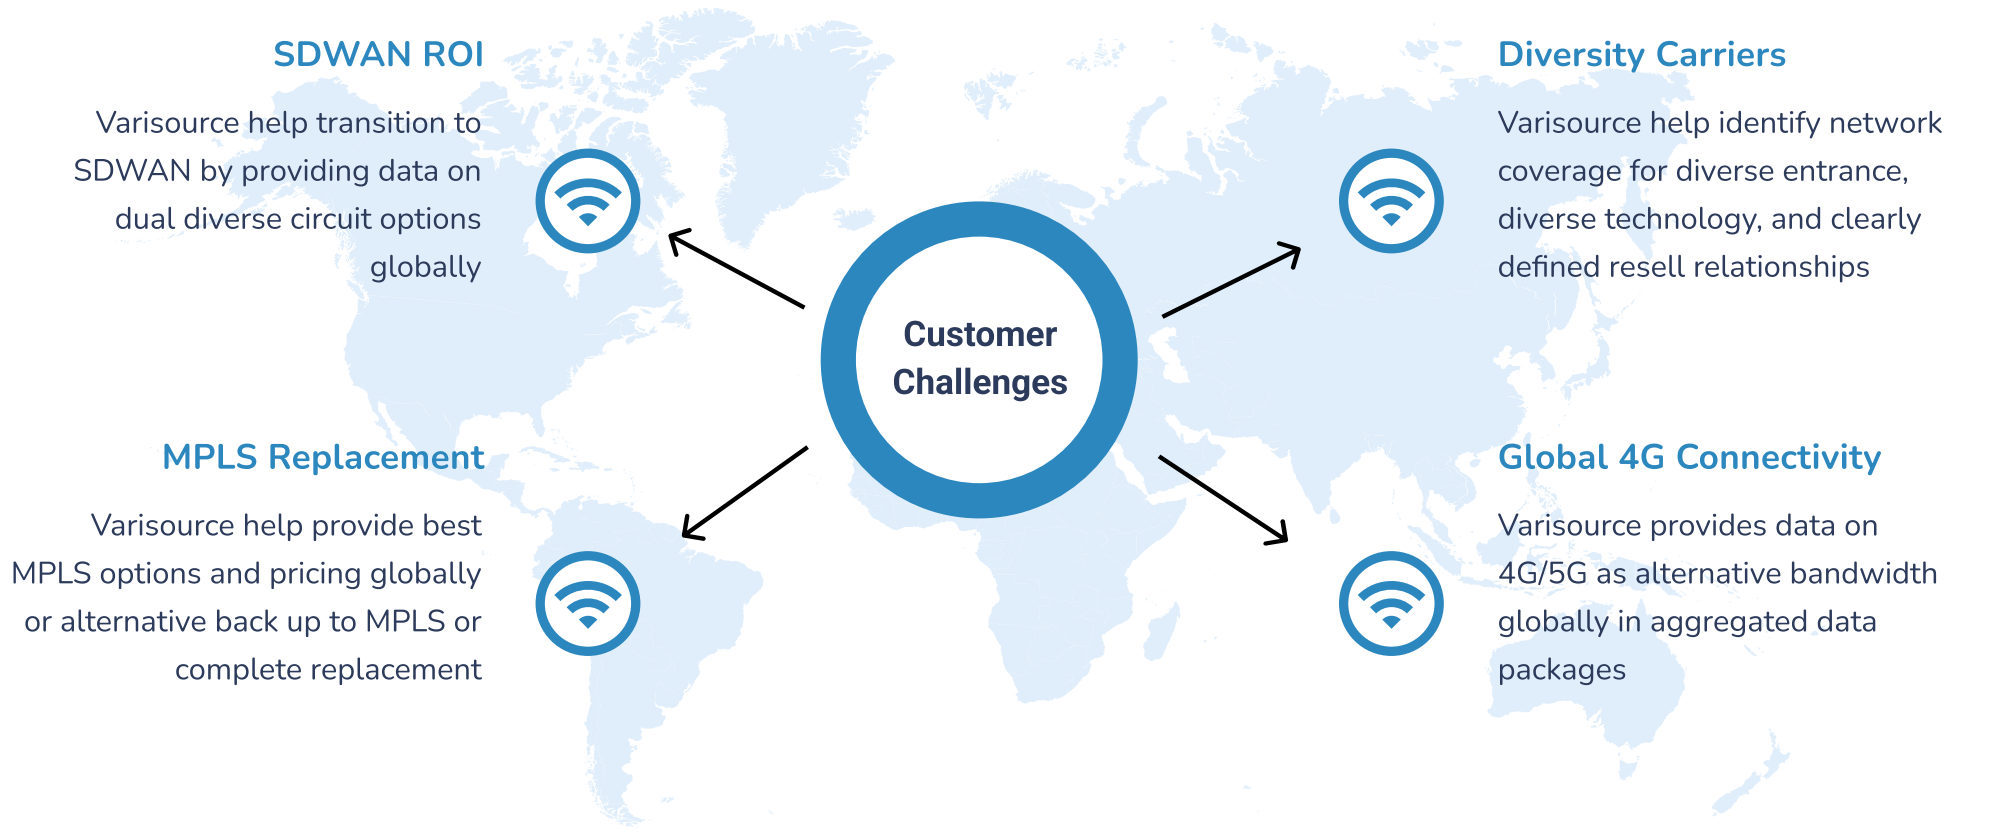 SDWAN ROI
Varisource help transition to
SDWAN by providing data on
dual diverse circuit options
globally
Diversity Carriers
Varisource help identify network
coverage for diverse entrance,
diverse technology, and clearly
defined resell relationships
Customer
Challenges
MPLS Replacement
Varisource help provide best
MPLS options and pricing globally
or alternative back up to MPLS or
complete replacement
Global 4G Connectivity
Varisource provides data on
4G/5G as alternative bandwidth
globally in aggregated data
packages